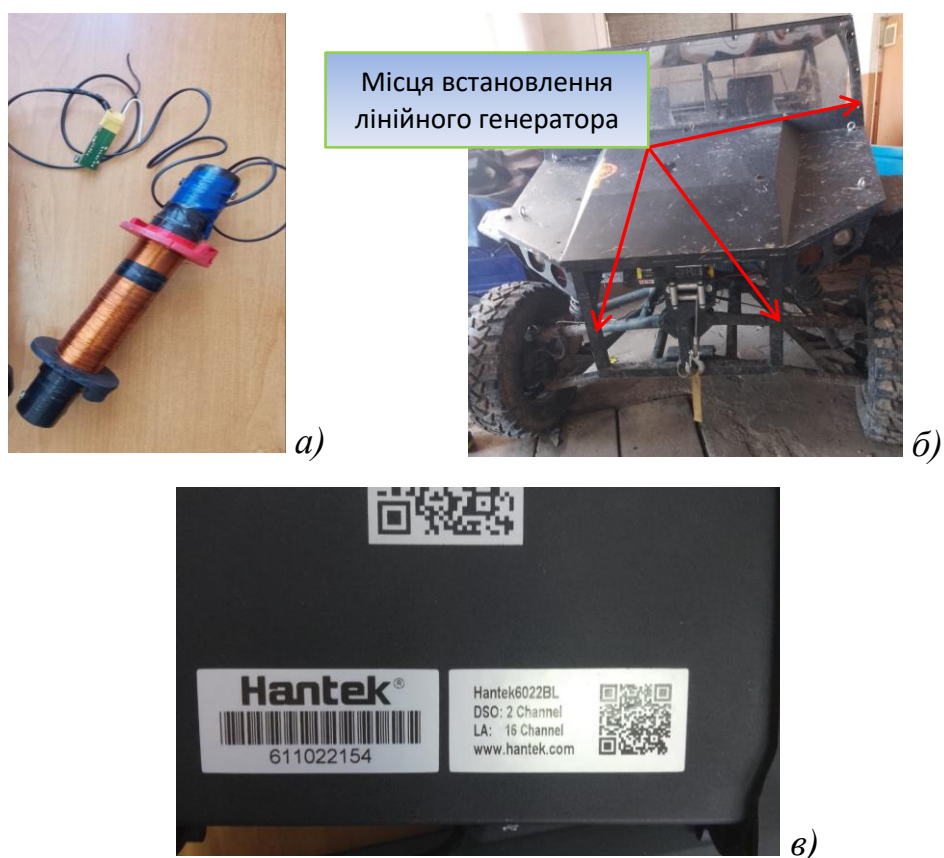 Місця встановлення
лінійного генератора
а)
б)
Hantek®
611022154
Hantek6022BL
DSO: 2 Channel
LA: 16 Channel
www.hantek.com
в)